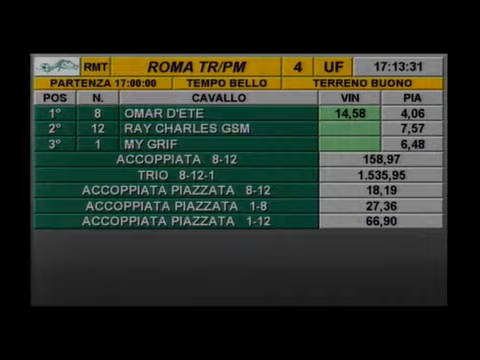 RMT ROMA TR/PM 4 UF 17:13:31
PARTENZA 17:00:00 TEMPO BELLO TERRENO BUONO
POS N. CAVALLO VIN PIA
1° 8 OMAR D'ETE 14,58 4,06
2° 12 RAY CHARLES GSM 7,57
3° 1 MY GRIF 6,48
ACCOPPIATA 8-12 158,97
TRIO 8-12-1 1.535,95
ACCOPPIATA PIAZZATA 8-12 18,19
ACCOPPIATA PIAZZATA 1-8 27,36
ACCOPPIATA PIAZZATA 1-12 66,90